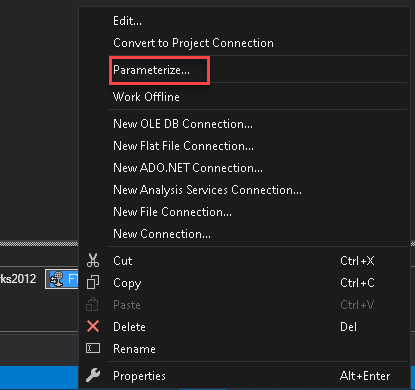 Edit...
Convert to Project Connection
Parameterize...
Work Offline
New OLE DB Connection...
New Flat File Connection...
New ADO.NET Connection...
New Analysis Services Connection...
New File Connection...
New Connection...
Cut Ctrl+X
rks2012
Copy Ctrl+C
Paste Ctrl+V
Delete Del
Rename
Properties Alt+Enter